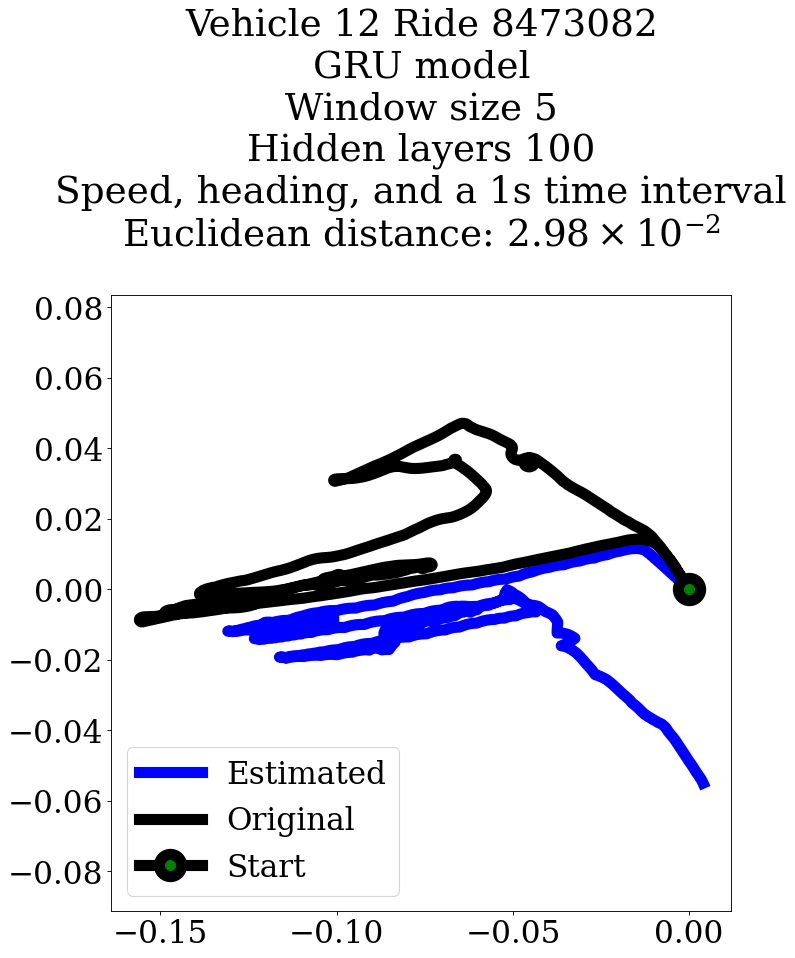 Vehicle 12 Ride 8473082
GRU model
Window size 5
Hidden layers 100
Speed, heading, and a 1s time interval
Euclidean distance: 2.98 × 10⁻²
0.08
0.06
0.04
0.02
0.00
−0.02
−0.04
−0.06
−0.08
Estimated
Original
Start
−0.15
−0.10
−0.05
0.00